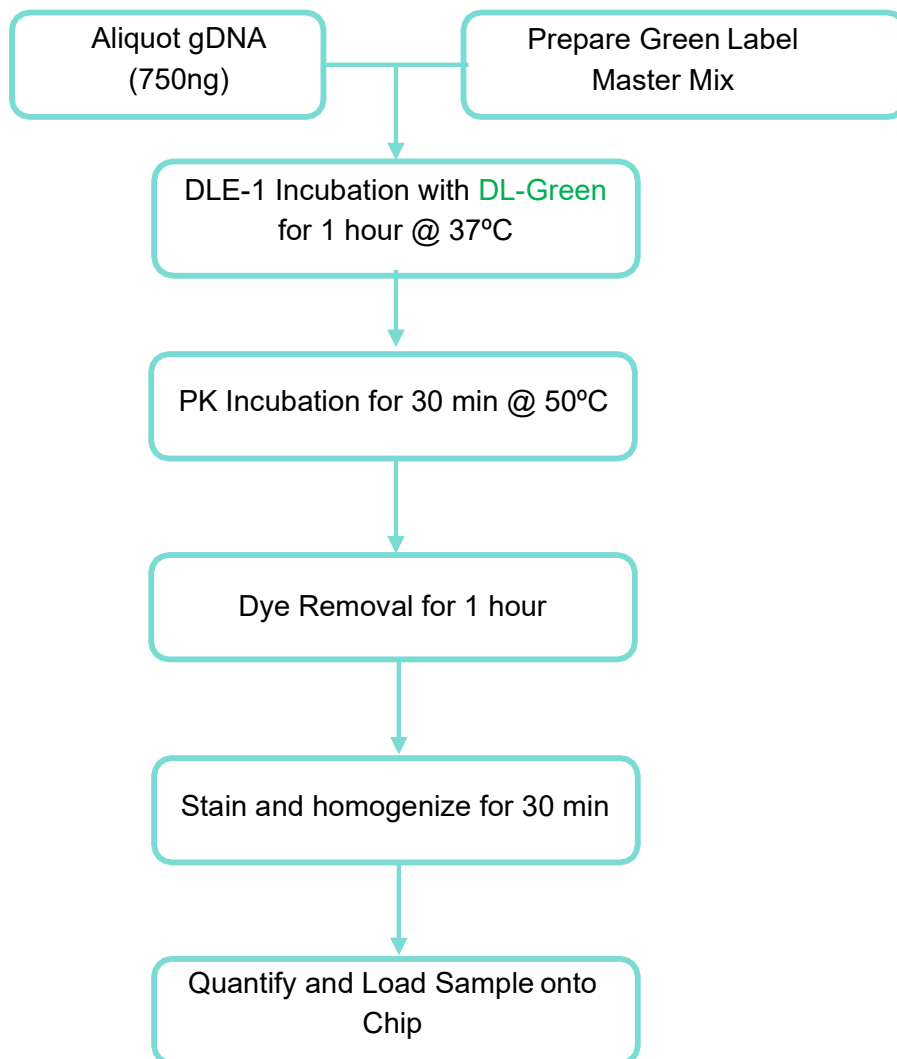 Aliquot gDNA
(750ng)
Prepare Green Label
Master Mix
DLE-1 Incubation with DL-Green
for 1 hour @ 37ºC
PK Incubation for 30 min @ 50ºC
Dye Removal for 1 hour
Stain and homogenize for 30 min
Quantify and Load Sample onto
Chip